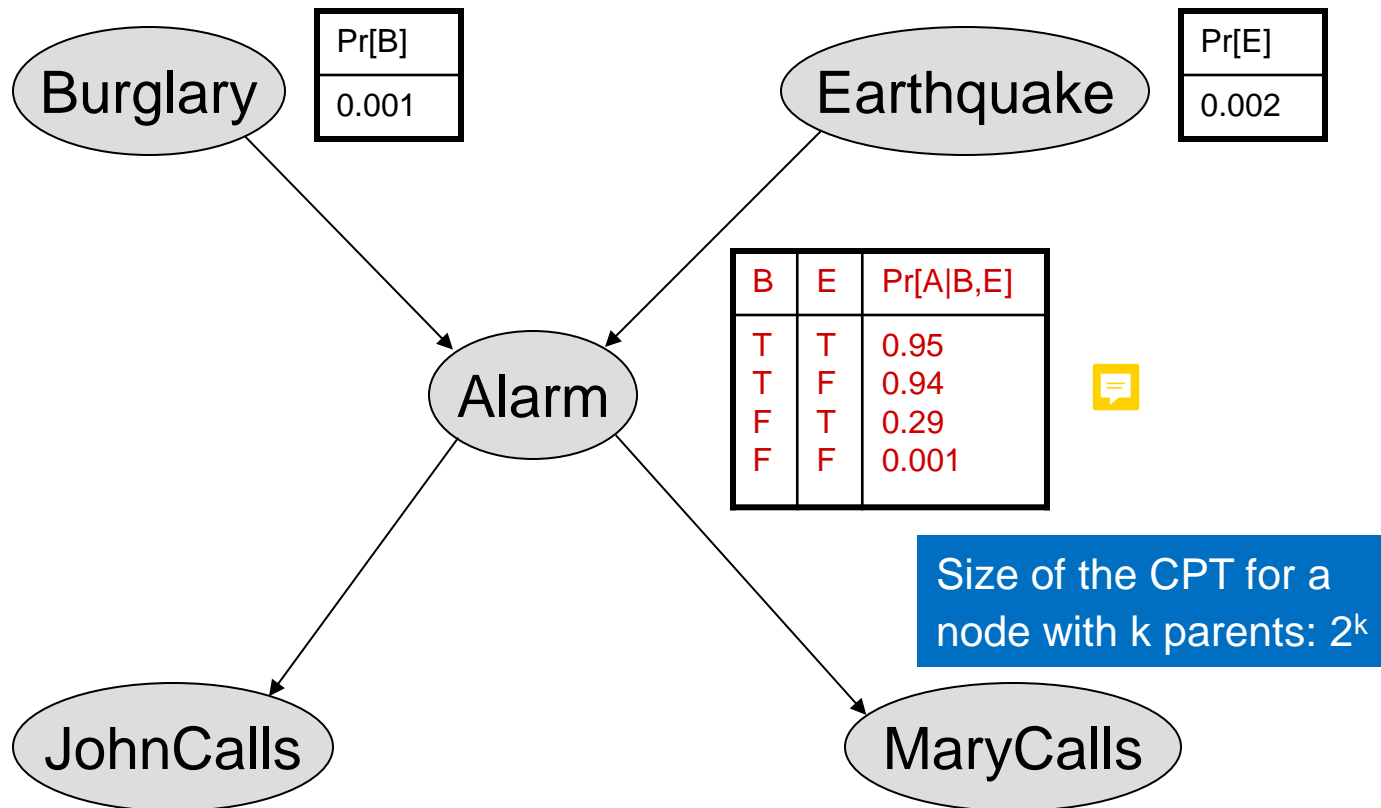 Burglary
Pr[B]
0.001
Earthquake
Pr[E]
0.002
B E Pr[A|B,E]
T T 0.95
T F 0.94
F T 0.29
F F 0.001
Alarm
Size of the CPT for a
node with k parents: 2ᵏ
JohnCalls
MaryCalls